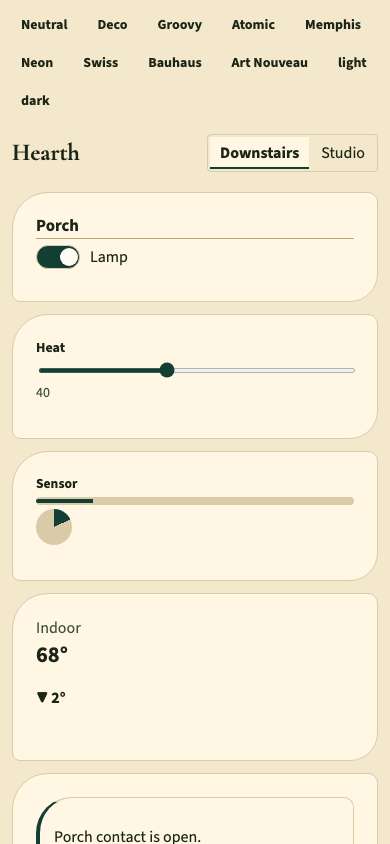 Neutral Deco Groovy Atomic Memphis
Neon Swiss Bauhaus Art Nouveau light
dark
Hearth Downstairs Studio
Porch
Lamp
Heat
40
Sensor
Indoor
68°
▼ 2°
Porch contact is open.